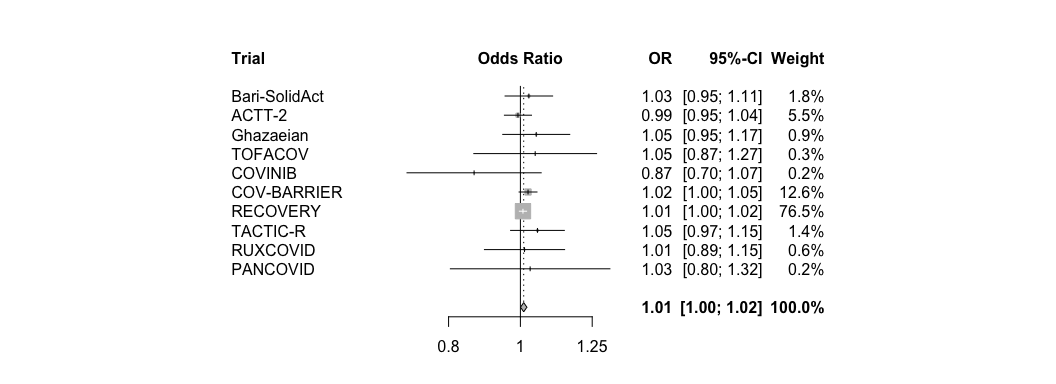 Trial Odds Ratio OR 95%-CI Weight
Bari-SolidAct 1.03 [0.95; 1.11] 1.8%
ACTT-2 0.99 [0.95; 1.04] 5.5%
Ghazaeian 1.05 [0.95; 1.17] 0.9%
TOFACOV 1.05 [0.87; 1.27] 0.3%
COVINIB 0.87 [0.70; 1.07] 0.2%
COV-BARRIER 1.02 [1.00; 1.05] 12.6%
RECOVERY 1.01 [1.00; 1.02] 76.5%
TACTIC-R 1.05 [0.97; 1.15] 1.4%
RUXCOVID 1.01 [0.89; 1.15] 0.6%
PANCOVID 1.03 [0.80; 1.32] 0.2%
1.01 [1.00; 1.02] 100.0%
0.8 1 1.25